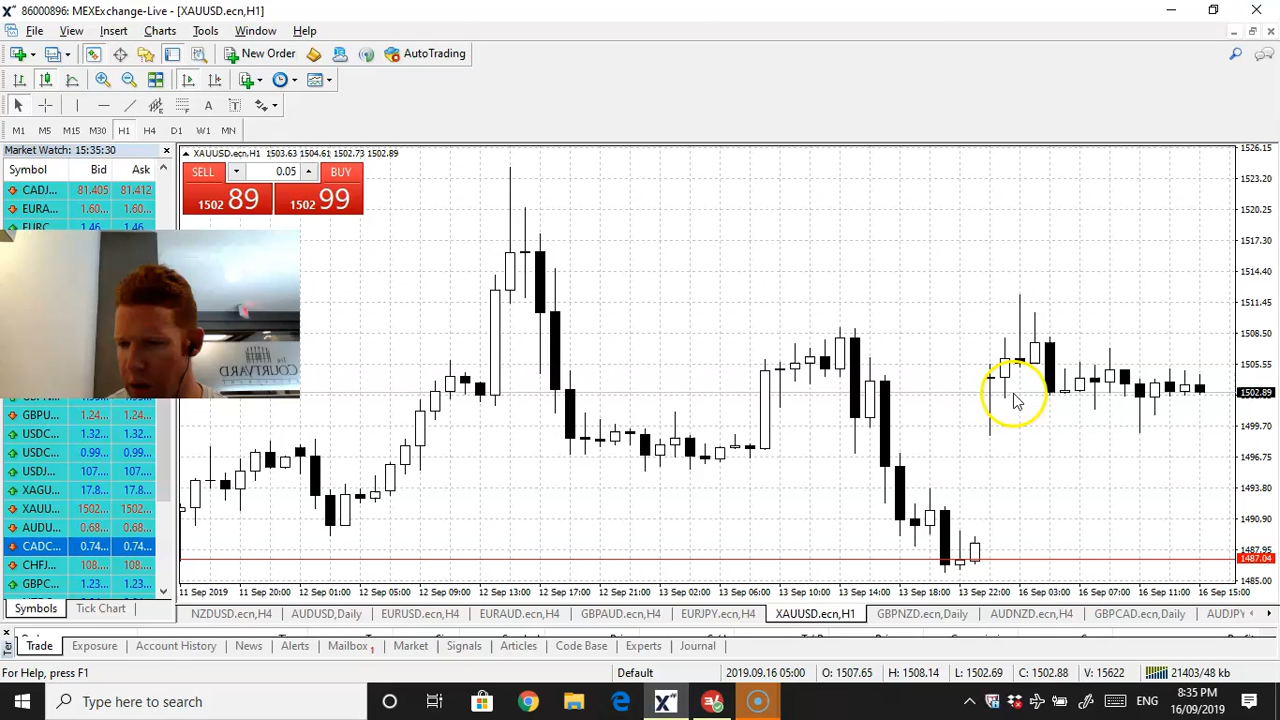 86000896: MEXExchange-Live - [XAUUSD.ecn,H1]
File View Insert Charts Tools Window Help
New Order AutoTrading
M1 M5 M15 M30 H1 H4 D1 W1 MN
Market Watch: 15:35:30
Symbol Bid Ask
CADJ... 81.405 81.412
EURA... 1.60... 1.60...
EURC 1.46 1.46
THE
COURTYARD
GBPU... 1.23... 1.23...
USDC... 1.32... 1.32...
USDC... 0.99... 0.99...
USDJ... 107.... 107....
XAGU... 17.8... 17.8...
XAUU... 1502... 1502...
AUDU... 0.68... 0.68...
CADC... 0.74... 0.74...
CHFJ... 108.... 108....
GBPC... 1.23... 1.23...
Symbols Tick Chart
XAUUSD.ecn,H1 1503.63 1504.61 1502.73 1502.89
SELL 0.05 BUY
1502 89 1502 99
1526.15
1523.20
1520.25
1517.30
1514.40
1511.45
1508.50
1505.55
1502.89
1499.70
1496.75
1493.80
1490.90
1487.95
1487.04
1485.00
11 Sep 2019 12 Sep 01:00 12 Sep 05:00 12 Sep 09:00 12 Sep 13:00 12 Sep 17:00 12 Sep 21:00 13 Sep 02:00 13 Sep 06:00 13 Sep 10:00 13 Sep 14:00 13 Sep 18:00 13 Sep 22:00 16 Sep 03:00 16 Sep 07:00 16 Sep 11:00 16 Sep 15:00
NZDUSD.ecn,H4 AUDUSD,Daily EURUSD.ecn,H4 EURAUD.ecn,H4 GBPAUD.ecn,H4 EURJPY.ecn,H4 XAUUSD.ecn,H1 GBPNZD.ecn,Daily AUDNZD.ecn,H4 GBPCAD.ecn,Daily AUDJPY
Trade Exposure Account History News Alerts Mailbox 1 Market Signals Articles Code Base Experts Journal
For Help, press F1 Default 2019.09.16 05:00 O: 1507.65 H: 1508.14 L: 1502.69 C: 1502.88 V: 15622 21403/48 kb
Type here to search ENG 8:35 PM
16/09/2019